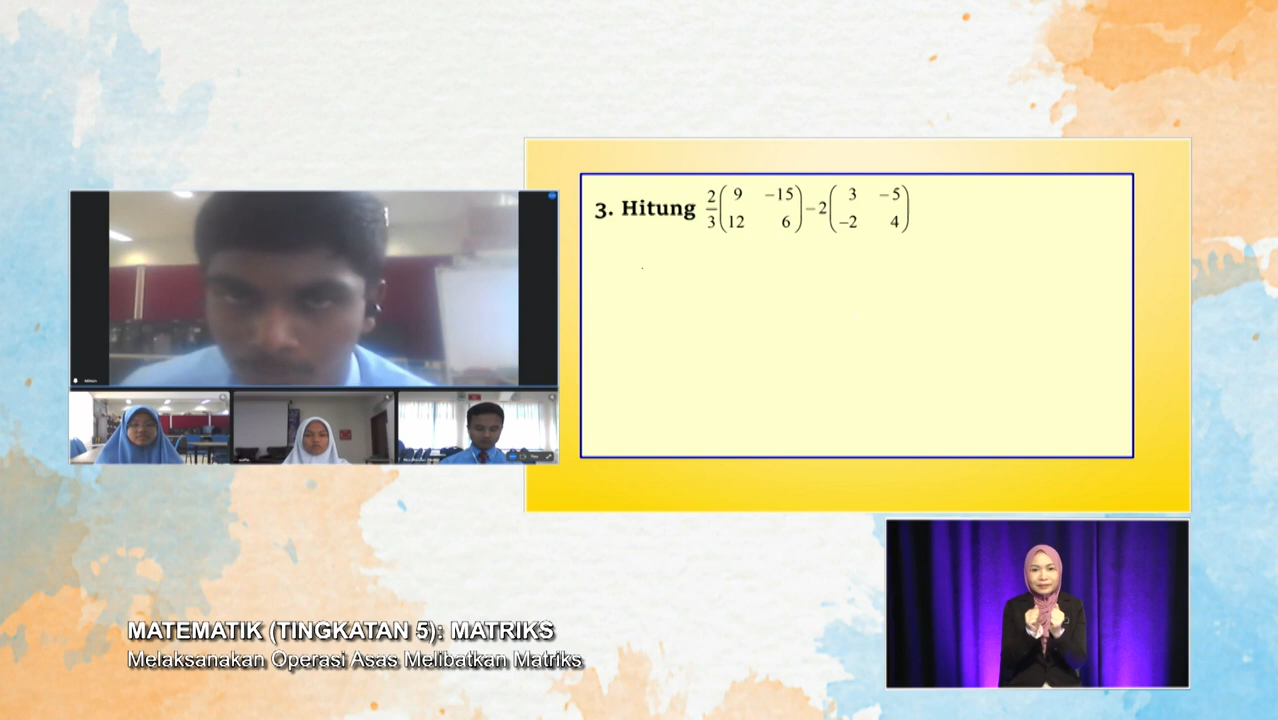 3. Hitung 2/3 ( 9 −15 ) − 2 ( 3 −5 )
( 12 6 ) ( −2 4 )
MATEMATIK (TINGKATAN 5): MATRIKS
Melaksanakan Operasi Asas Melibatkan Matriks